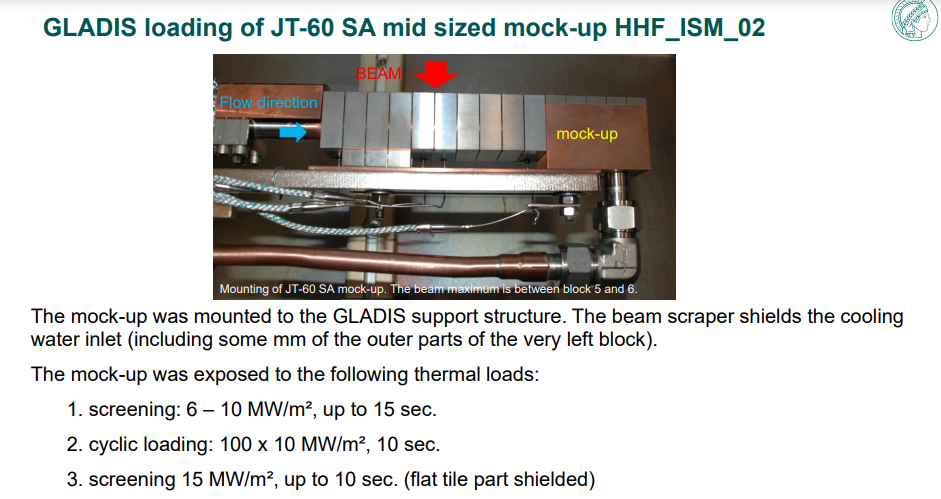 GLADIS loading of JT-60 SA mid sized mock-up HHF_ISM_02
BEAM
Flow direction
mock-up
Mounting of JT-60 SA mock-up. The beam maximum is between block 5 and 6.
The mock-up was mounted to the GLADIS support structure. The beam scraper shields the cooling
water inlet (including some mm of the outer parts of the very left block).
The mock-up was exposed to the following thermal loads:
1. screening: 6 – 10 MW/m², up to 15 sec.
2. cyclic loading: 100 x 10 MW/m², 10 sec.
3. screening 15 MW/m², up to 10 sec. (flat tile part shielded)